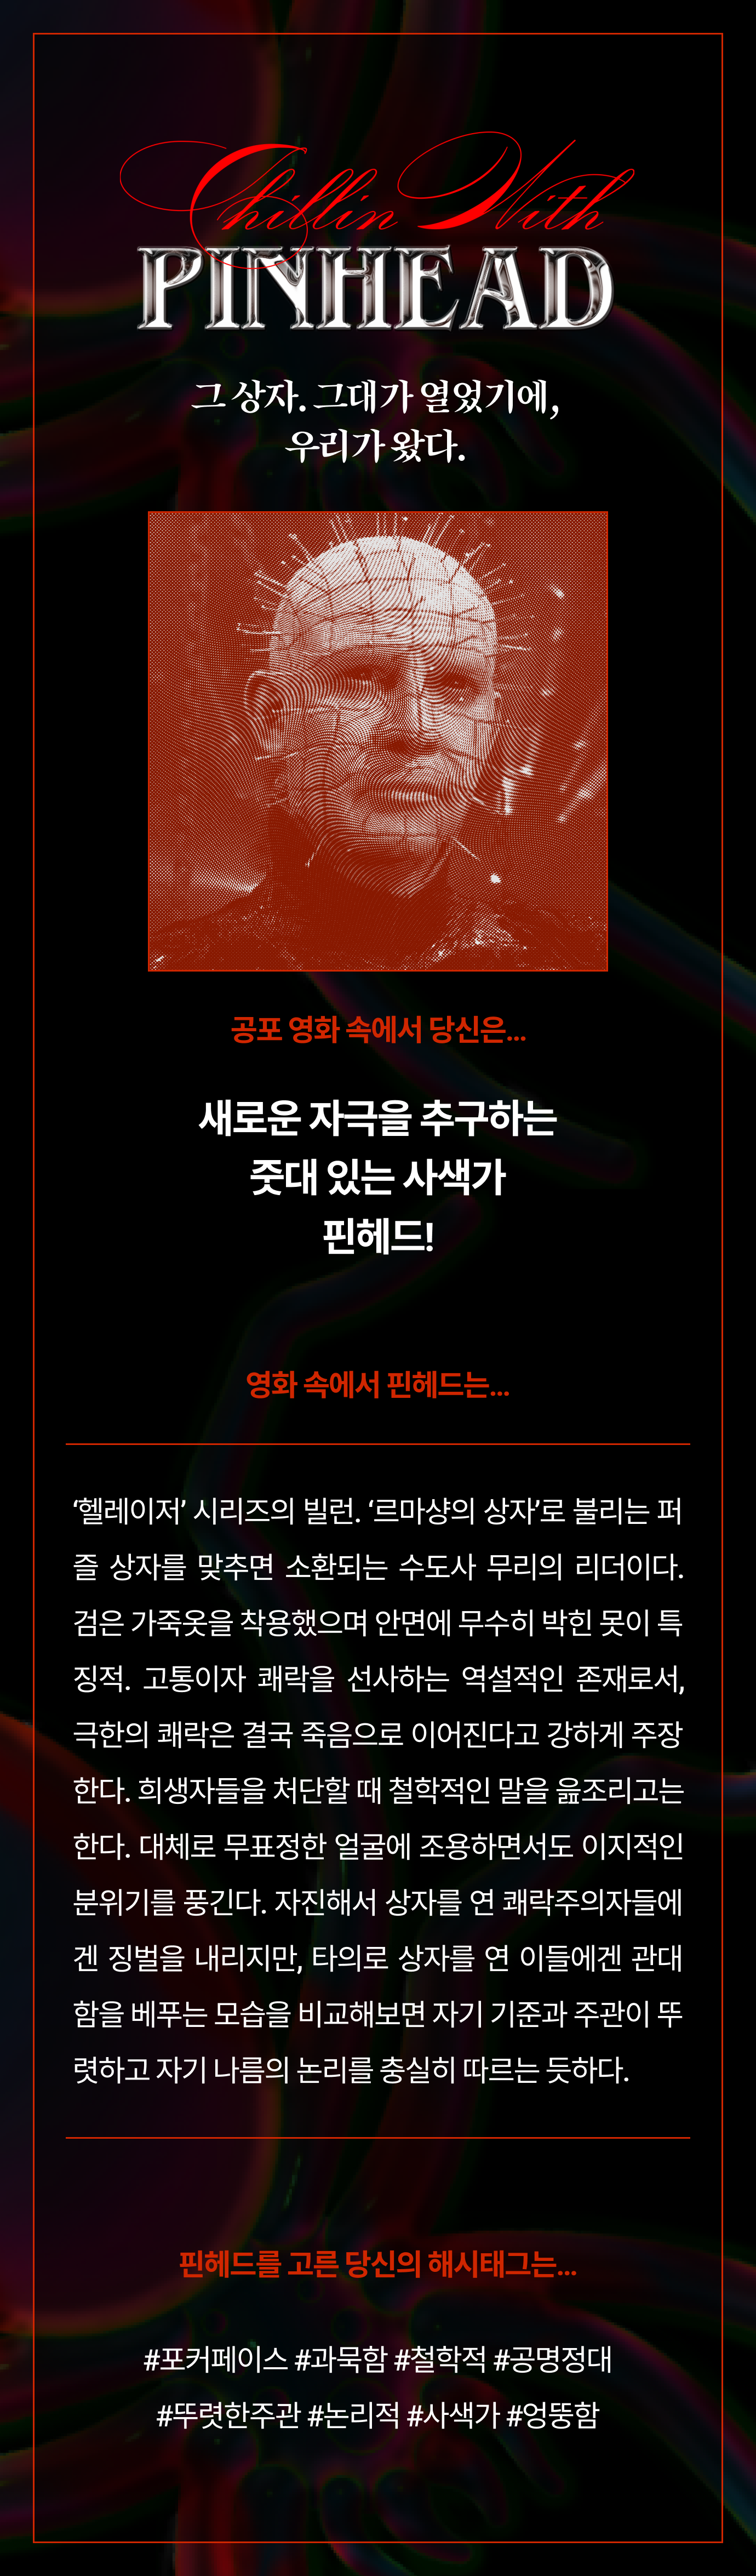 Chillin With
PINHEAD
그 상자. 그대가 열었기에,
우리가 왔다.
공포 영화 속에서 당신은...
새로운 자극을 추구하는
줏대 있는 사색가
핀헤드!
영화 속에서 핀헤드는...
‘헬레이저’ 시리즈의 빌런. ‘르마샹의 상자’로 불리는 퍼
즐 상자를 맞추면 소환되는 수도사 무리의 리더이다.
검은 가죽옷을 착용했으며 안면에 무수히 박힌 못이 특
징적. 고통이자 쾌락을 선사하는 역설적인 존재로서,
극한의 쾌락은 결국 죽음으로 이어진다고 강하게 주장
한다. 희생자들을 처단할 때 철학적인 말을 읊조리고는
한다. 대체로 무표정한 얼굴에 조용하면서도 이지적인
분위기를 풍긴다. 자진해서 상자를 연 쾌락주의자들에
겐 징벌을 내리지만, 타의로 상자를 연 이들에겐 관대
함을 베푸는 모습을 비교해보면 자기 기준과 주관이 뚜
렷하고 자기 나름의 논리를 충실히 따르는 듯하다.
핀헤드를 고른 당신의 해시태그는...
#포커페이스 #과묵함 #철학적 #공명정대
#뚜렷한주관 #논리적 #사색가 #엉뚱함